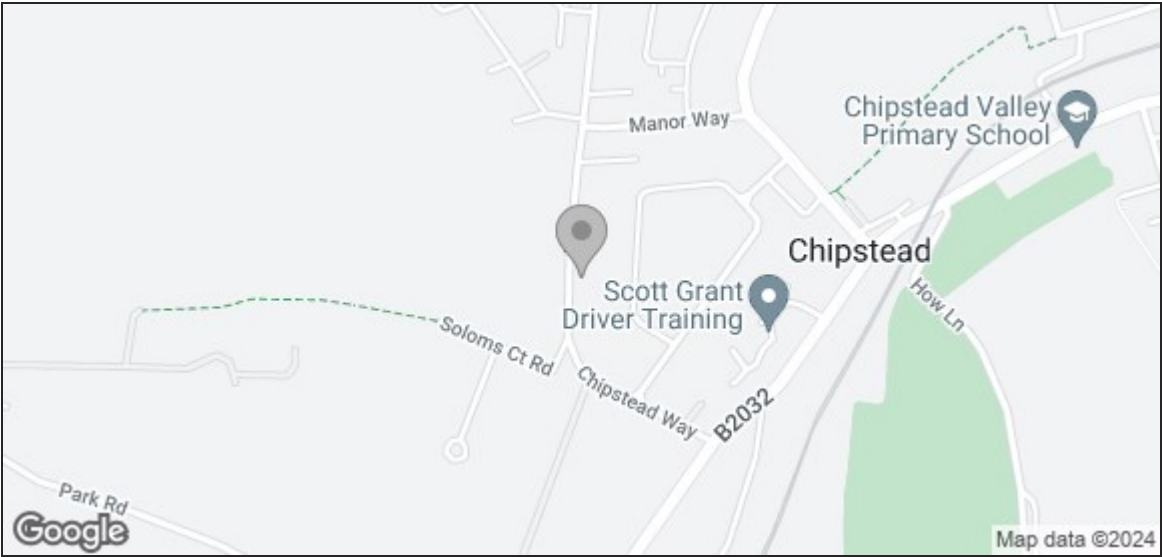 Manor Way
Chipstead Valley
Primary School
Chipstead
Scott Grant
Driver Training
How Ln
Soloms Ct Rd
Chipstead Way
B2032
Park Rd
Google
Map data ©2024